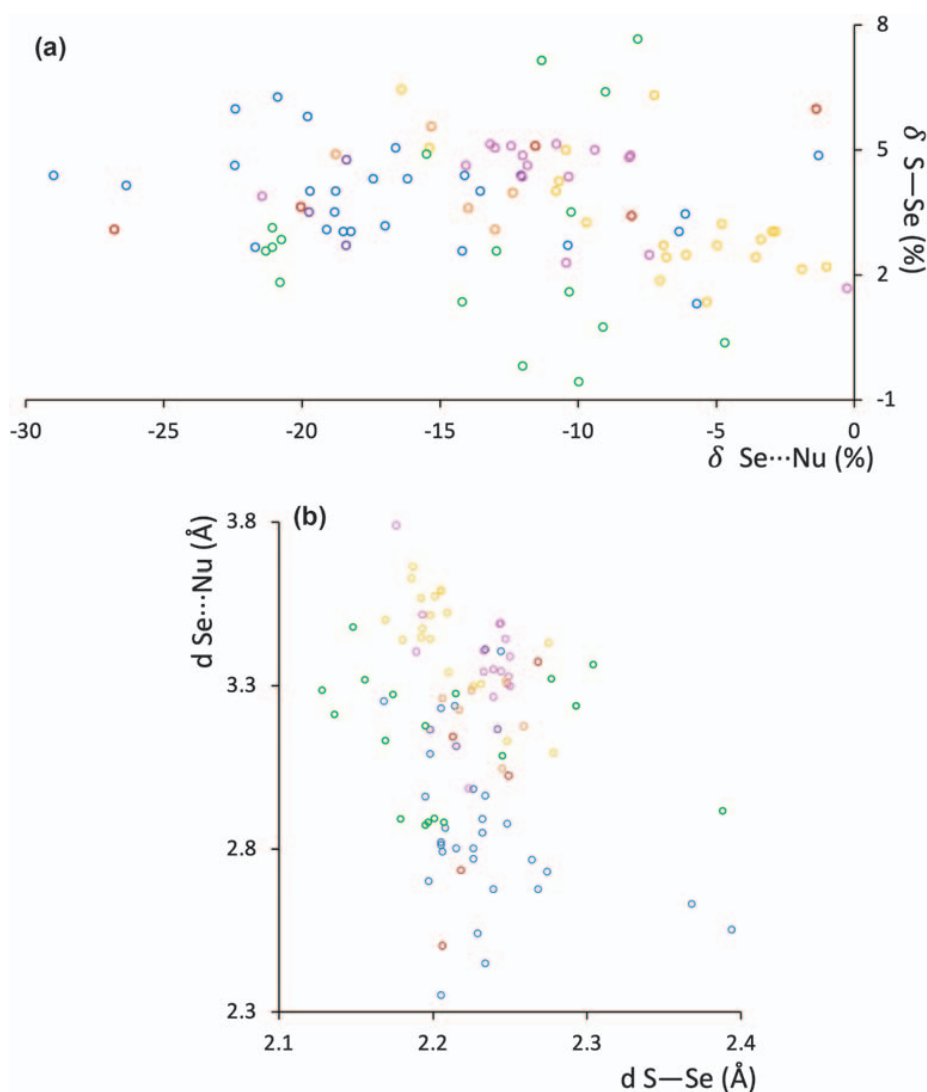 (a)
8
5
2
-1
δ S—Se (%)
-30 -25 -20 -15 -10 -5 0
δ Se···Nu (%)
(b)
3.8
3.3
2.8
2.3
d Se···Nu (Å)
2.1 2.2 2.3 2.4
d S—Se (Å)